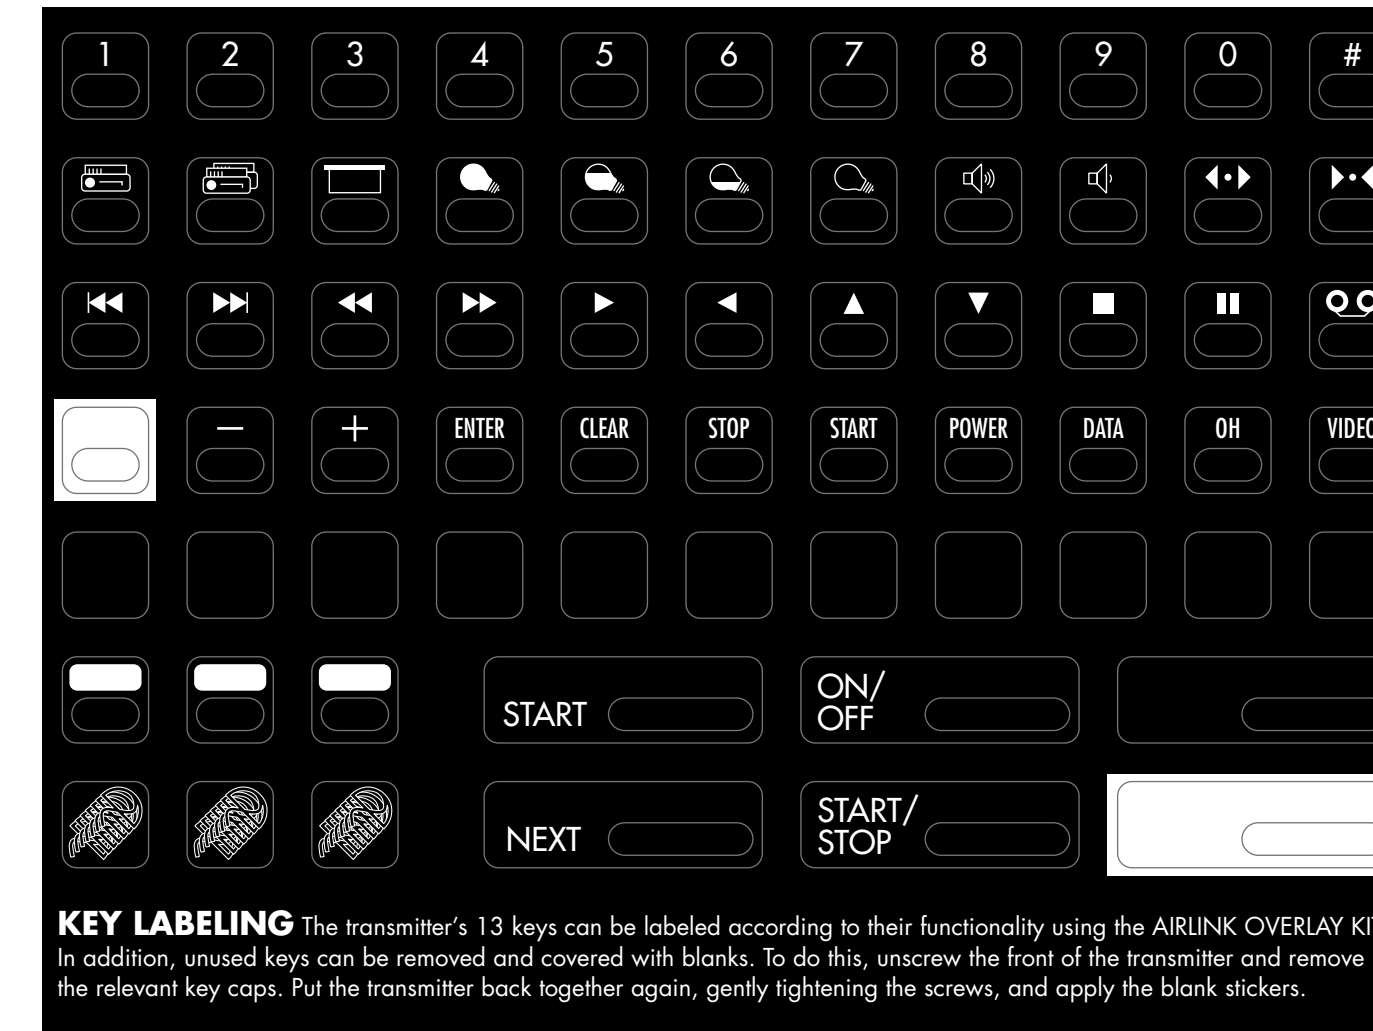 1 2 3 4 5 6 7 8 9 0 #
− +
ENTER CLEAR STOP START POWER DATA OH VIDEO
START
ON/
OFF
NEXT
START/
STOP
KEY LABELING The transmitter’s 13 keys can be labeled according to their functionality using the AIRLINK OVERLAY KIT
In addition, unused keys can be removed and covered with blanks. To do this, unscrew the front of the transmitter and remove
the relevant key caps. Put the transmitter back together again, gently tightening the screws, and apply the blank stickers.